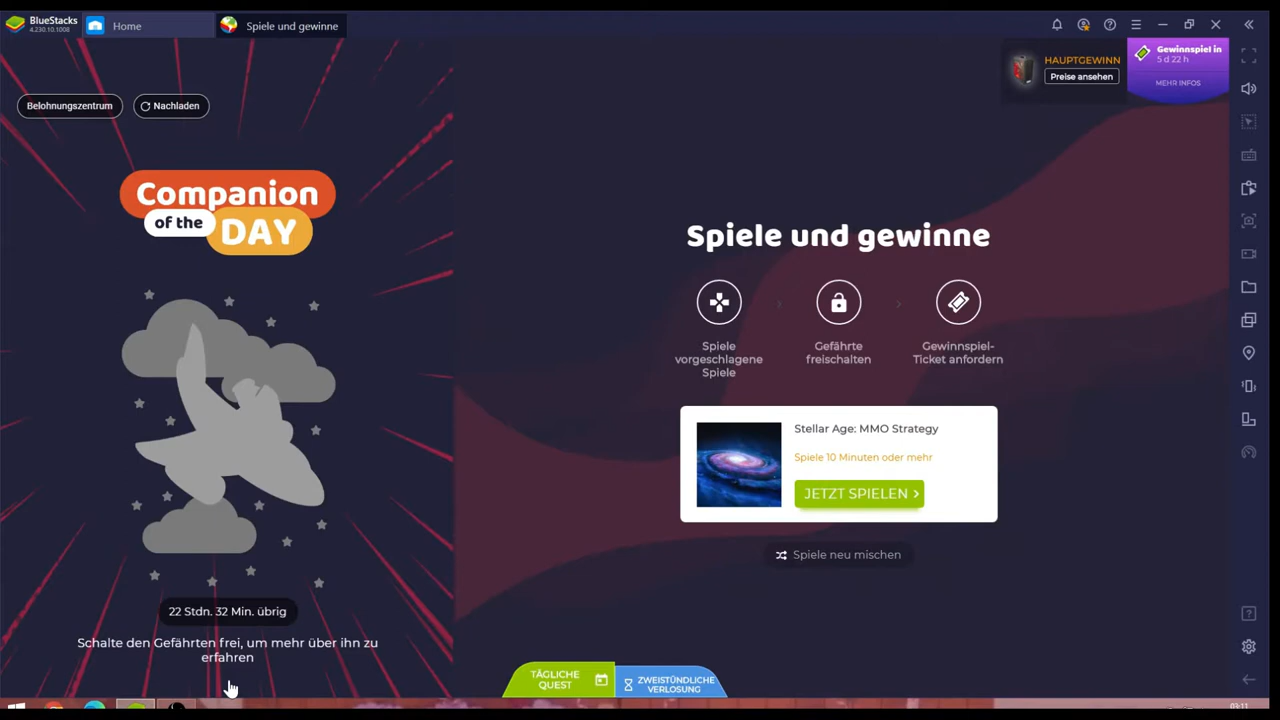 BlueStacks
4.230.10.1008
Home
Spiele und gewinne
HAUPTGEWINN
Preise ansehen
Gewinnspiel in
5 d 22 h
MEHR INFOS
Belohnungszentrum
Nachladen
Companion
of the
DAY
Spiele und gewinne
Spiele
vorgeschlagene
Spiele
Gefährte
freischalten
Gewinnspiel-
Ticket anfordern
Stellar Age: MMO Strategy
Spiele 10 Minuten oder mehr
JETZT SPIELEN
Spiele neu mischen
22 Stdn. 32 Min. übrig
Schalte den Gefährten frei, um mehr über ihn zu
erfahren
TÄGLICHE
QUEST
ZWEISTÜNDLICHE
VERLOSUNG
03:11